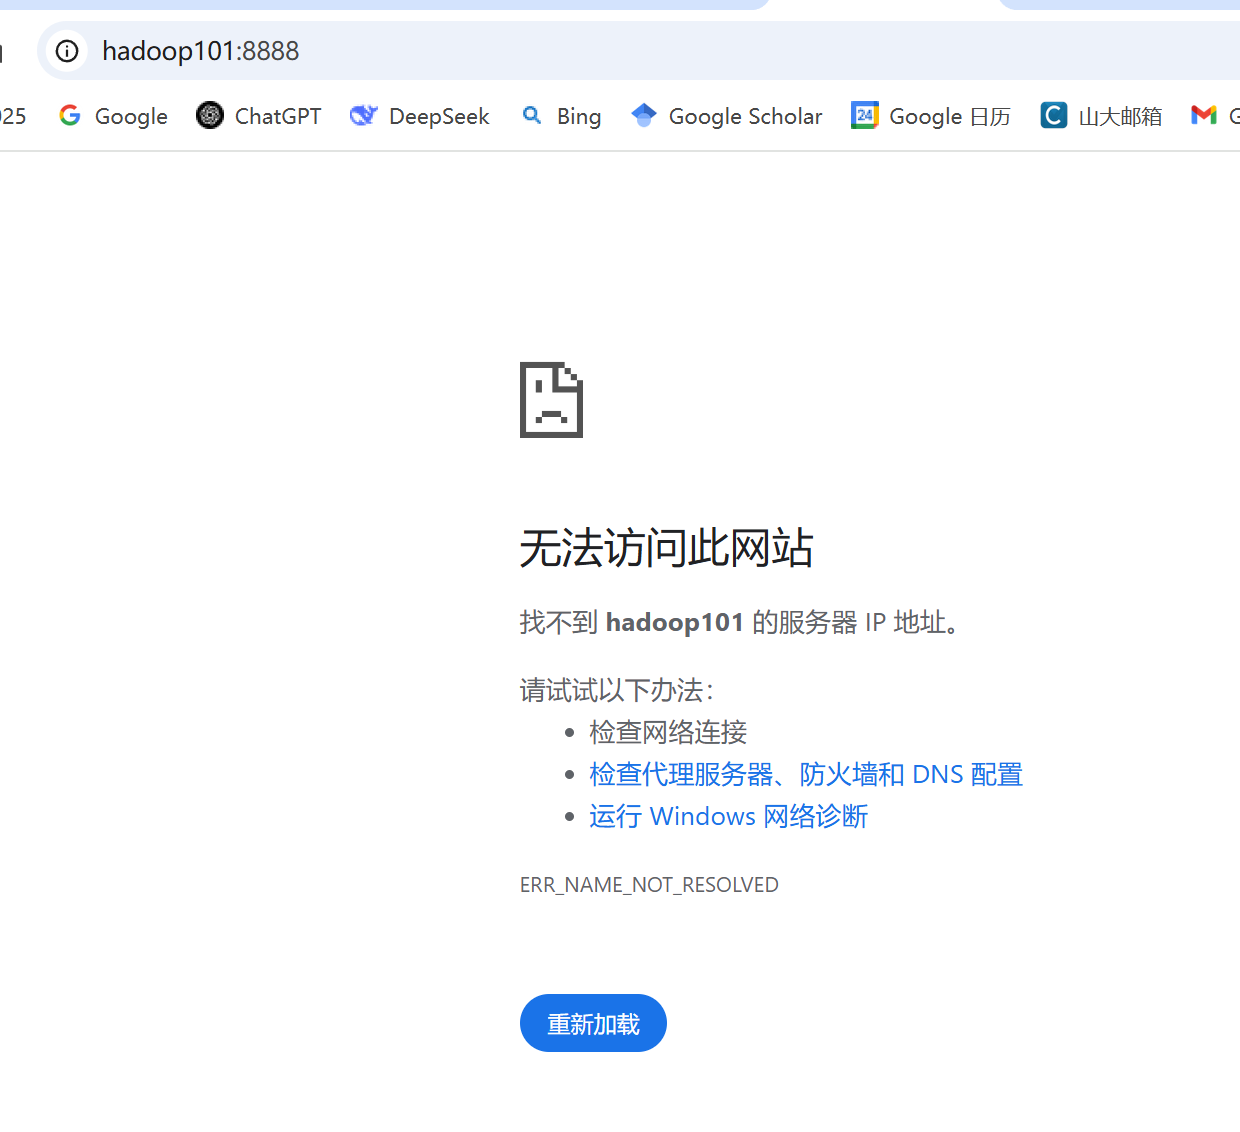 hadoop101:8888
25 Google ChatGPT DeepSeek Bing Google Scholar 24 Google 日历 C 山大邮箱 G
无法访问此网站
找不到 hadoop101 的服务器 IP 地址。
请试试以下办法：
• 检查网络连接
• 检查代理服务器、防火墙和 DNS 配置
• 运行 Windows 网络诊断
ERR_NAME_NOT_RESOLVED
重新加载